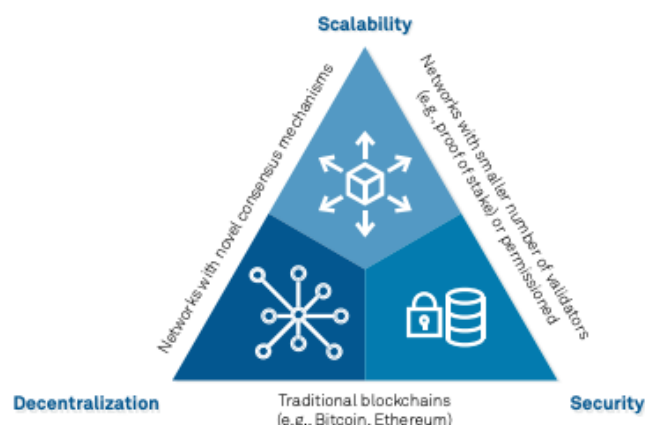 Scalability
Networks with novel consensus mechanisms
Networks with smaller number of validators
(e.g., proof of stake) or permissioned
Decentralization
Traditional blockchains
(e.g., Bitcoin, Ethereum)
Security